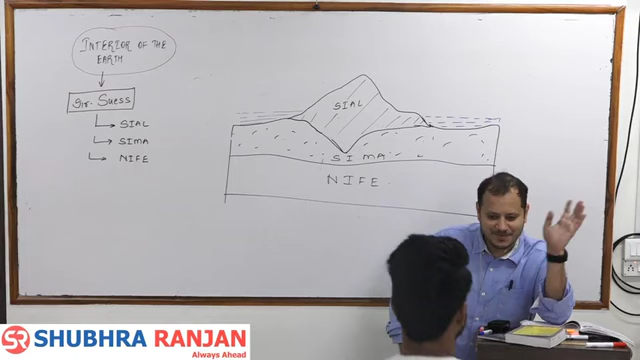 INTERIOR OF THE
EARTH
Sir. SUESS
SIAL
SIMA
NIFE
SIAL
SIMA
NIFE
SR SHUBHRA RANJAN
Always Ahead